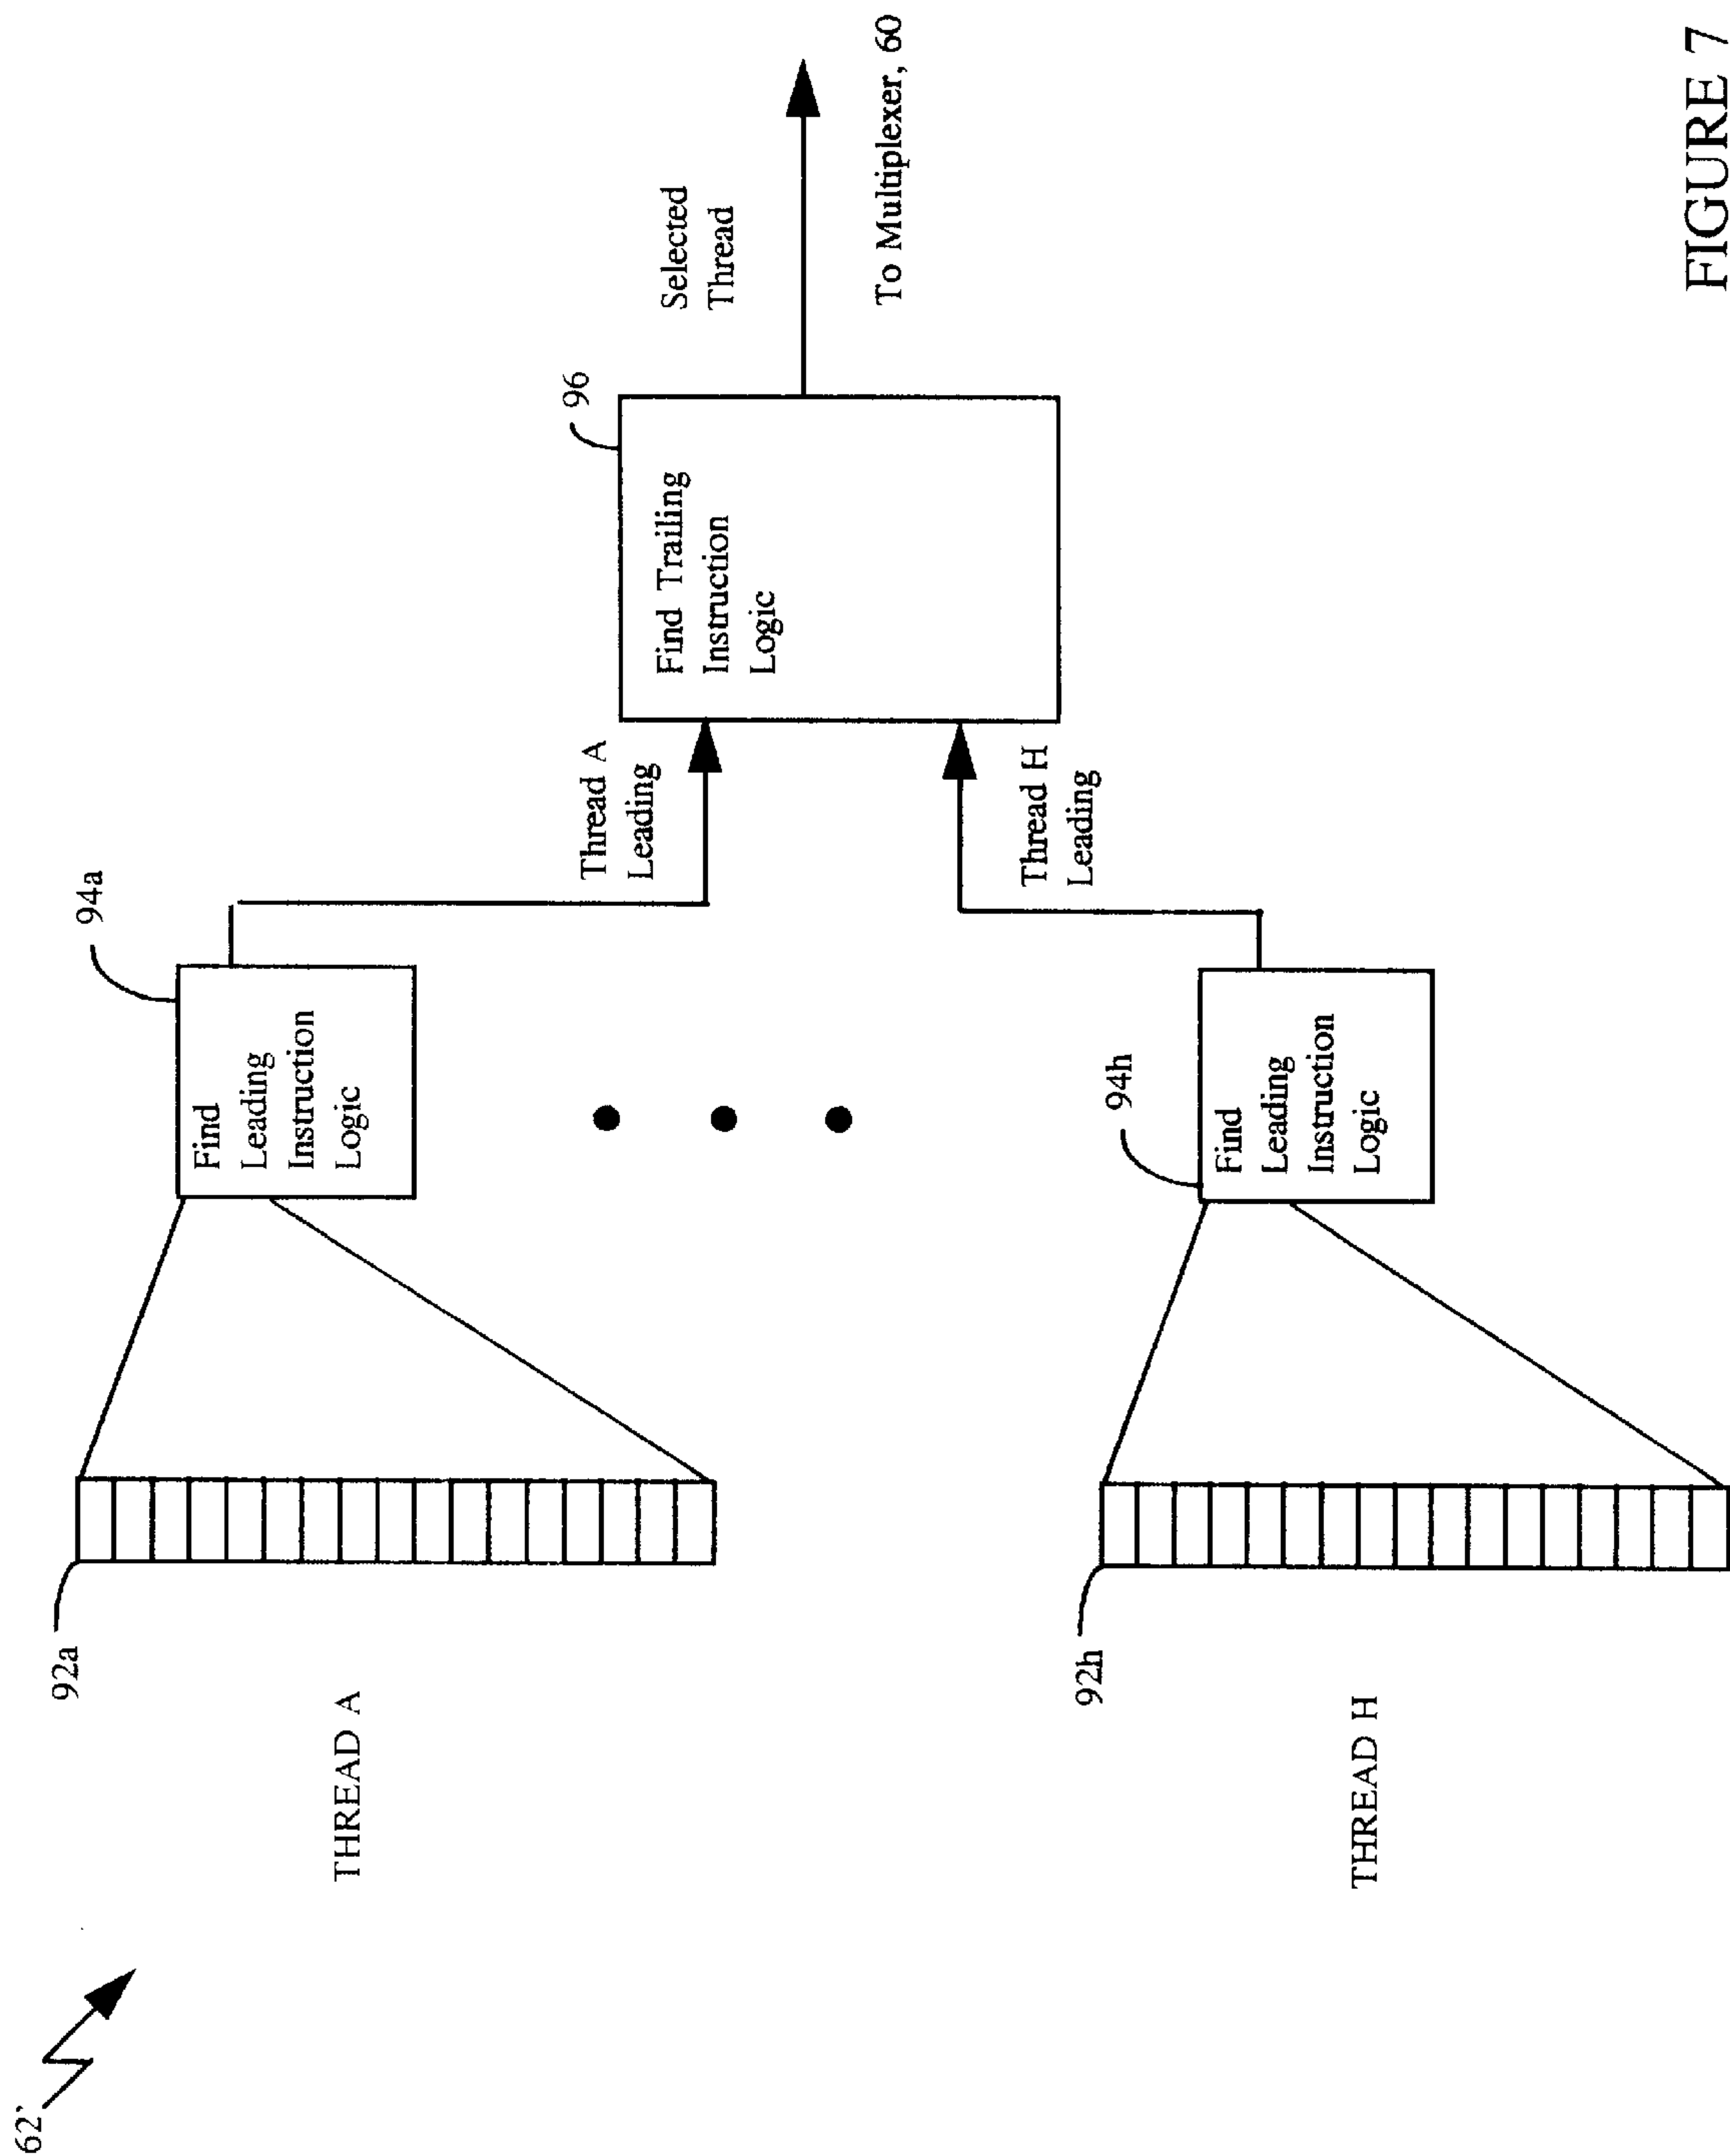 62'
THREAD A
92a
94a
Find
Leading
Instruction
Logic
Thread A
Leading
96
Find Trailing
Instruction
Logic
Selected
Thread
To Multiplexer, 60
THREAD H
92h
94h
Find
Leading
Instruction
Logic
Thread H
Leading
FIGURE 7